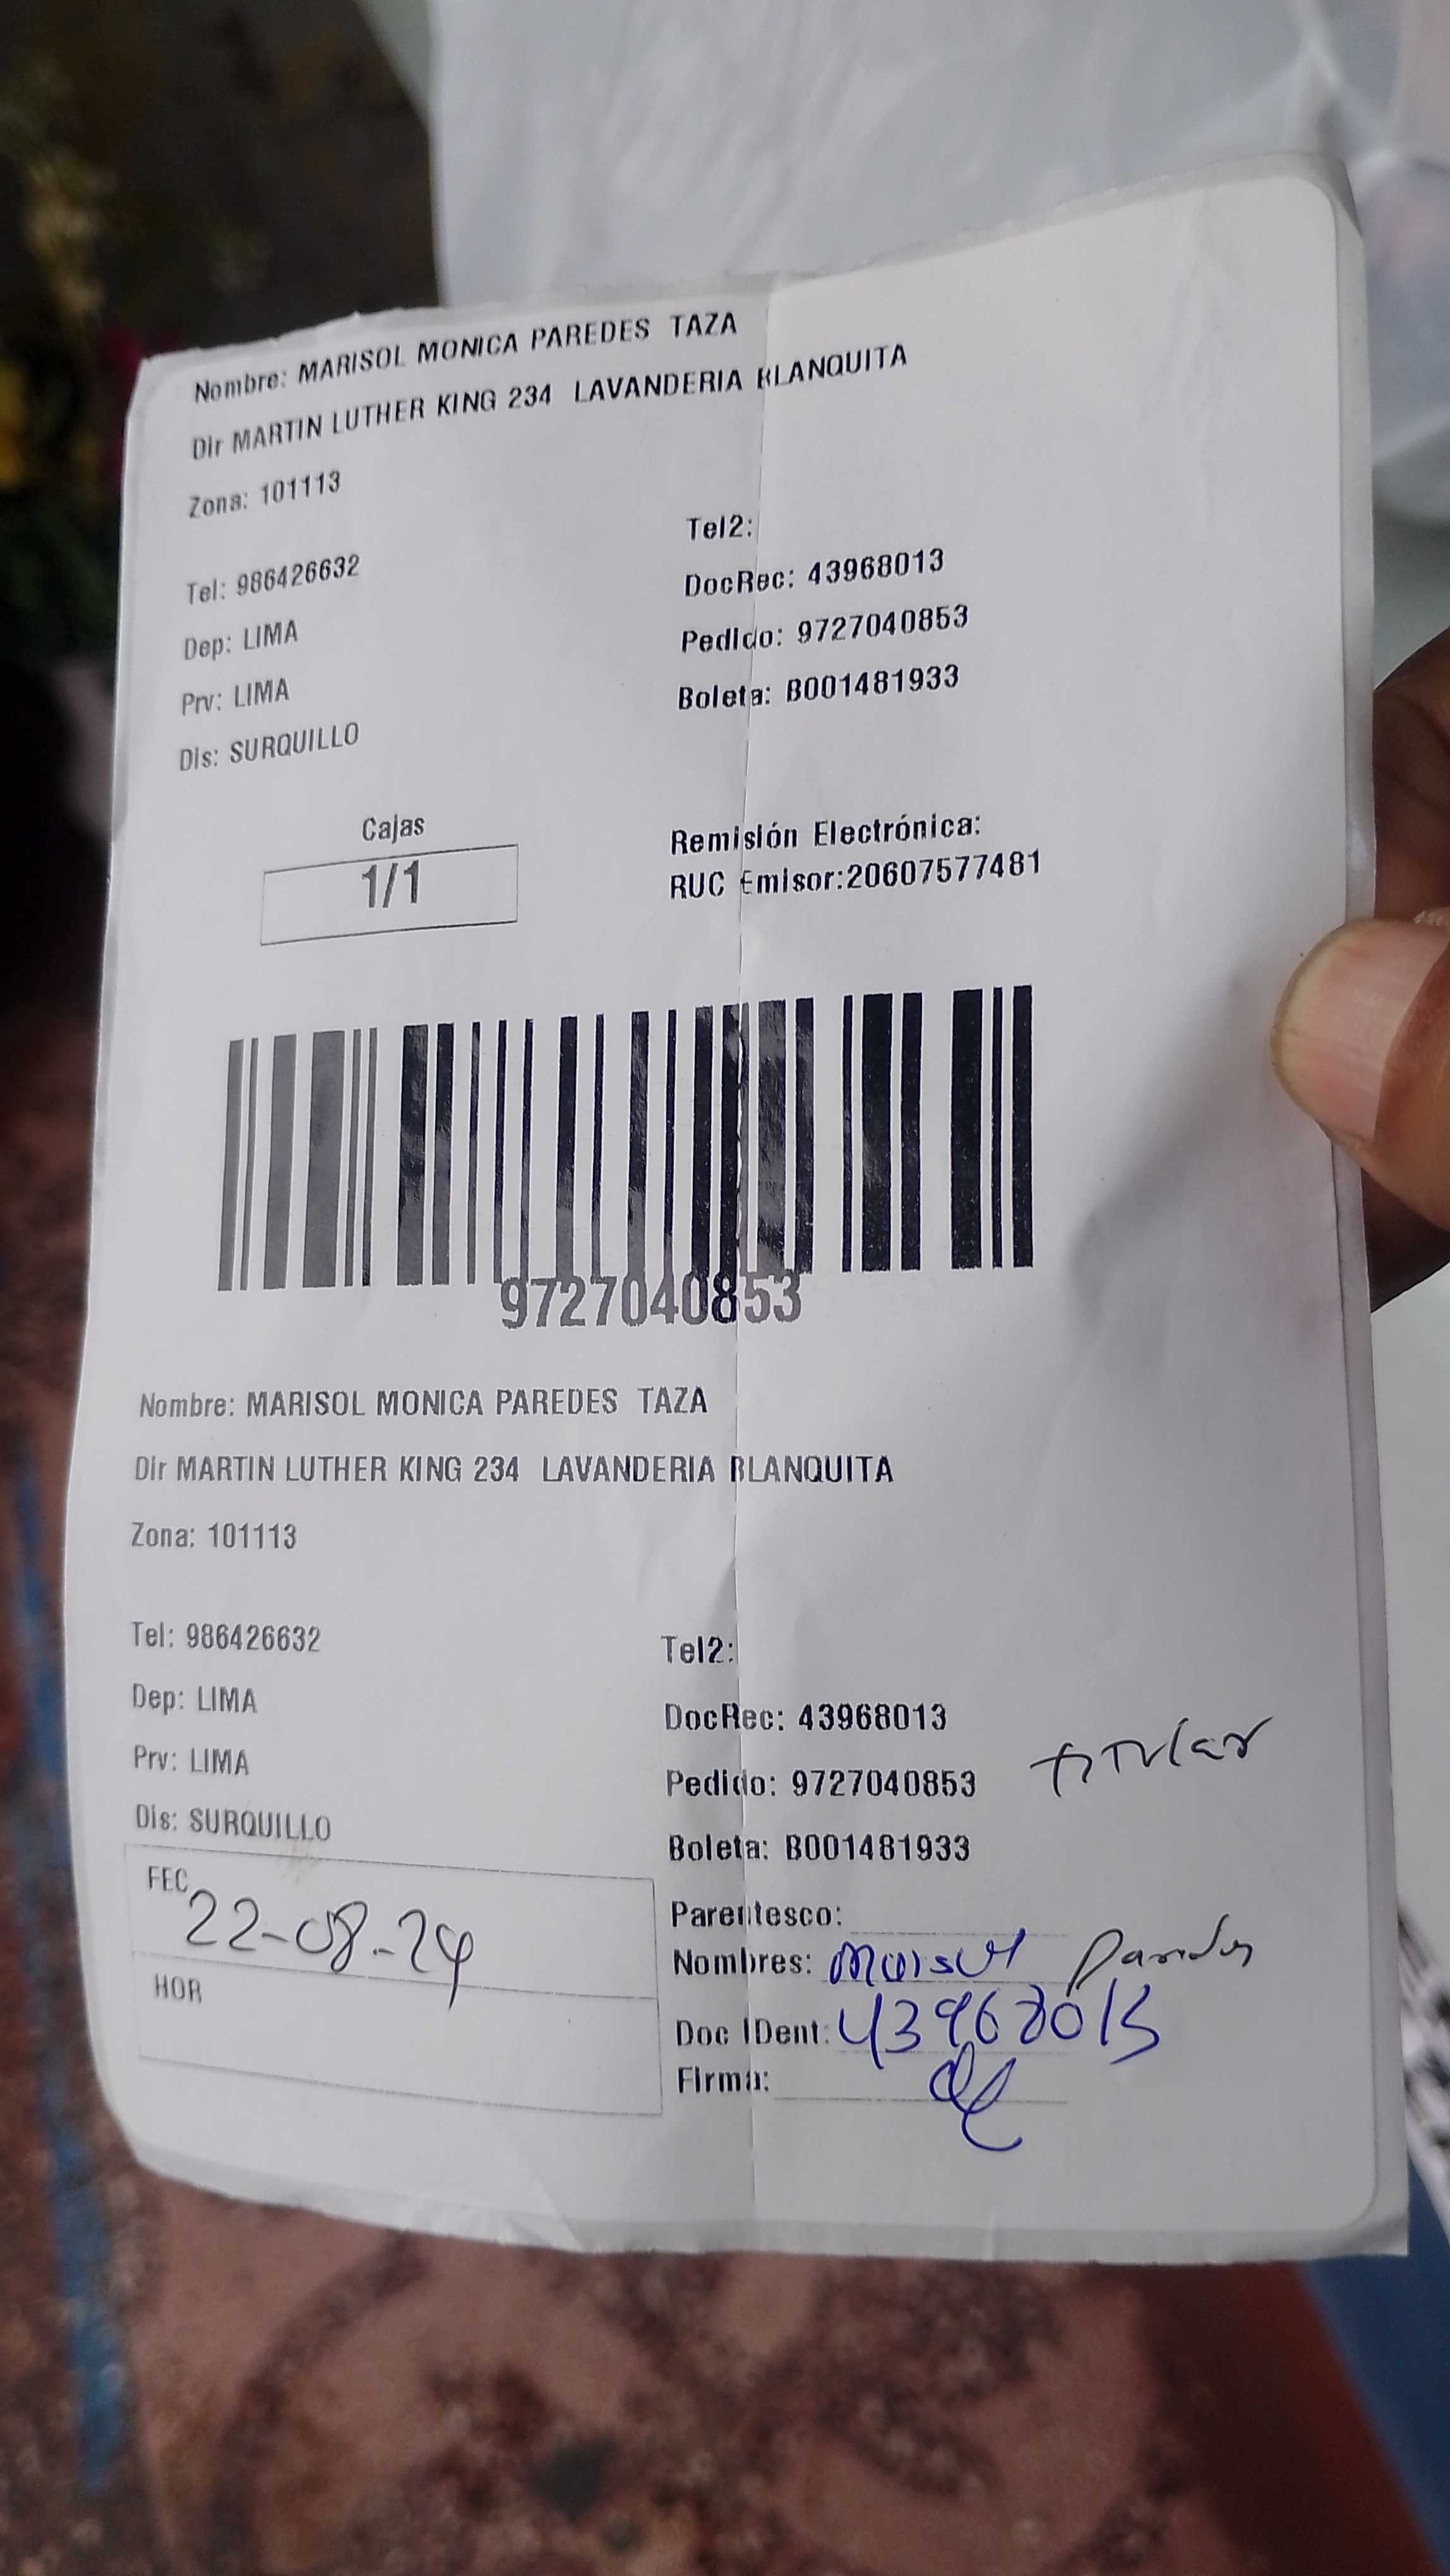 Nombre: MARISOL MONICA PAREDES TAZA
Dir MARTIN LUTHER KING 234 LAVANDERIA BLANQUITA
Zona: 101113
Tel2:
Tel: 986426632
DocRec: 43968013
Dep: LIMA
Pedido: 9727040853
Prv: LIMA
Boleta: B001481933
Dis: SURQUILLO
Cajas
1/1
Remisión Electrónica:
RUC Emisor:20607577481
9727040853
Nombre: MARISOL MONICA PAREDES TAZA
Dir MARTIN LUTHER KING 234 LAVANDERIA BLANQUITA
Zona: 101113
Tel: 986426632 Tel2:
Dep: LIMA DocRec: 43968013
Prv: LIMA Pedido: 9727040853 titular
Dis: SURQUILLO Boleta: B001481933
FEC 22-08-24
HOR
Parentesco:
Nombres: Marisol Paredes
Doc IDent: 43968013
Firma: